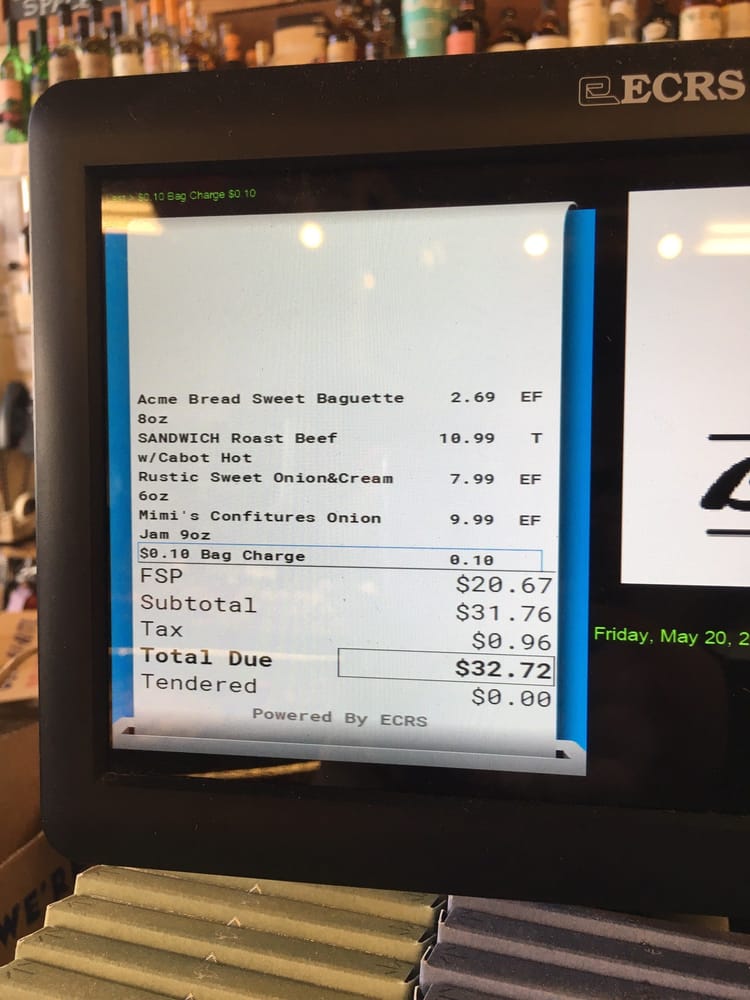 SPA
ECRS
$0.10 Bag Charge $0.10
Acme Bread Sweet Baguette 2.69 EF
8oz
SANDWICH Roast Beef 10.99 T
w/Cabot Hot
Rustic Sweet Onion&Cream 7.99 EF
6oz
Mimi's Confitures Onion 9.99 EF
Jam 9oz
$0.10 Bag Charge 0.10
FSP $20.67
Subtotal $31.76
Tax $0.96
Total Due $32.72
Tendered $0.00
Powered By ECRS
Friday, May 20, 2
WE'R